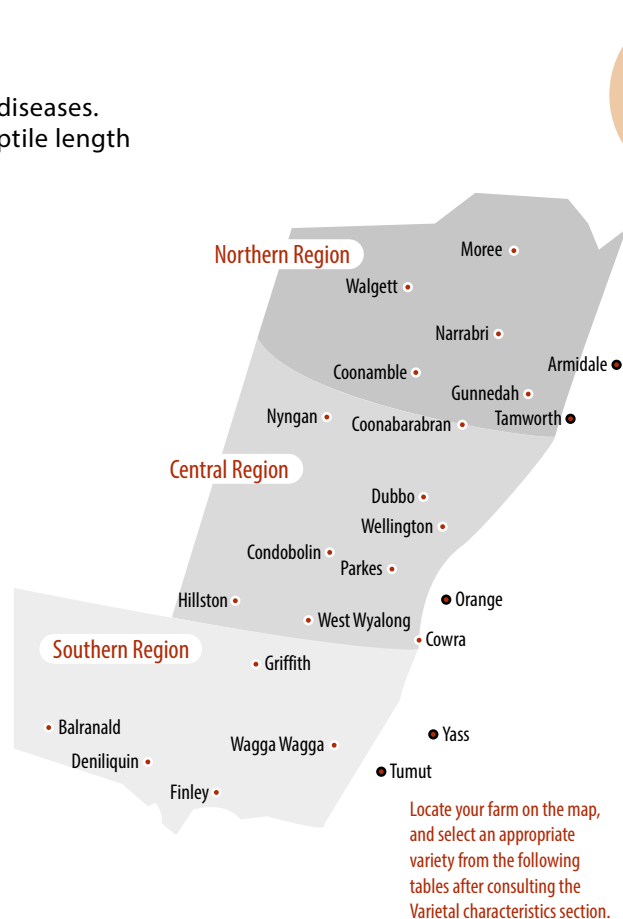 diseases.
ptile length
Northern Region
Moree
Walgett
Narrabri
Armidale
Coonamble
Gunnedah
Nyngan
Coonabarabran
Tamworth
Central Region
Dubbo
Wellington
Condobolin
Parkes
Hillston
Orange
West Wyalong
Cowra
Southern Region
Griffith
Balranald
Yass
Wagga Wagga
Deniliquin
Tumut
Finley
Locate your farm on the map,
and select an appropriate
variety from the following
tables after consulting the
Varietal characteristics section.